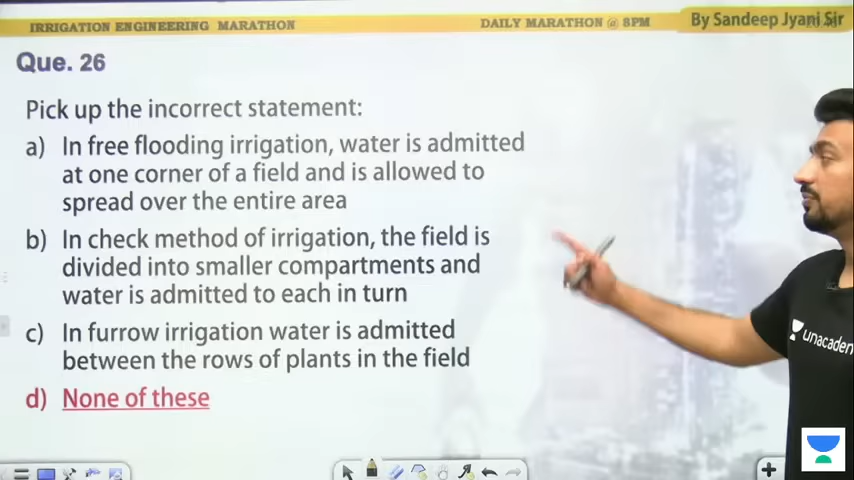 IRRIGATION ENGINEERING MARATHON
DAILY MARATHON @ 8PM
By Sandeep Jyani Sir
Que. 26
Pick up the incorrect statement:
a) In free flooding irrigation, water is admitted
at one corner of a field and is allowed to
spread over the entire area
b) In check method of irrigation, the field is
divided into smaller compartments and
water is admitted to each in turn
c) In furrow irrigation water is admitted
between the rows of plants in the field
d) None of these
unacadem